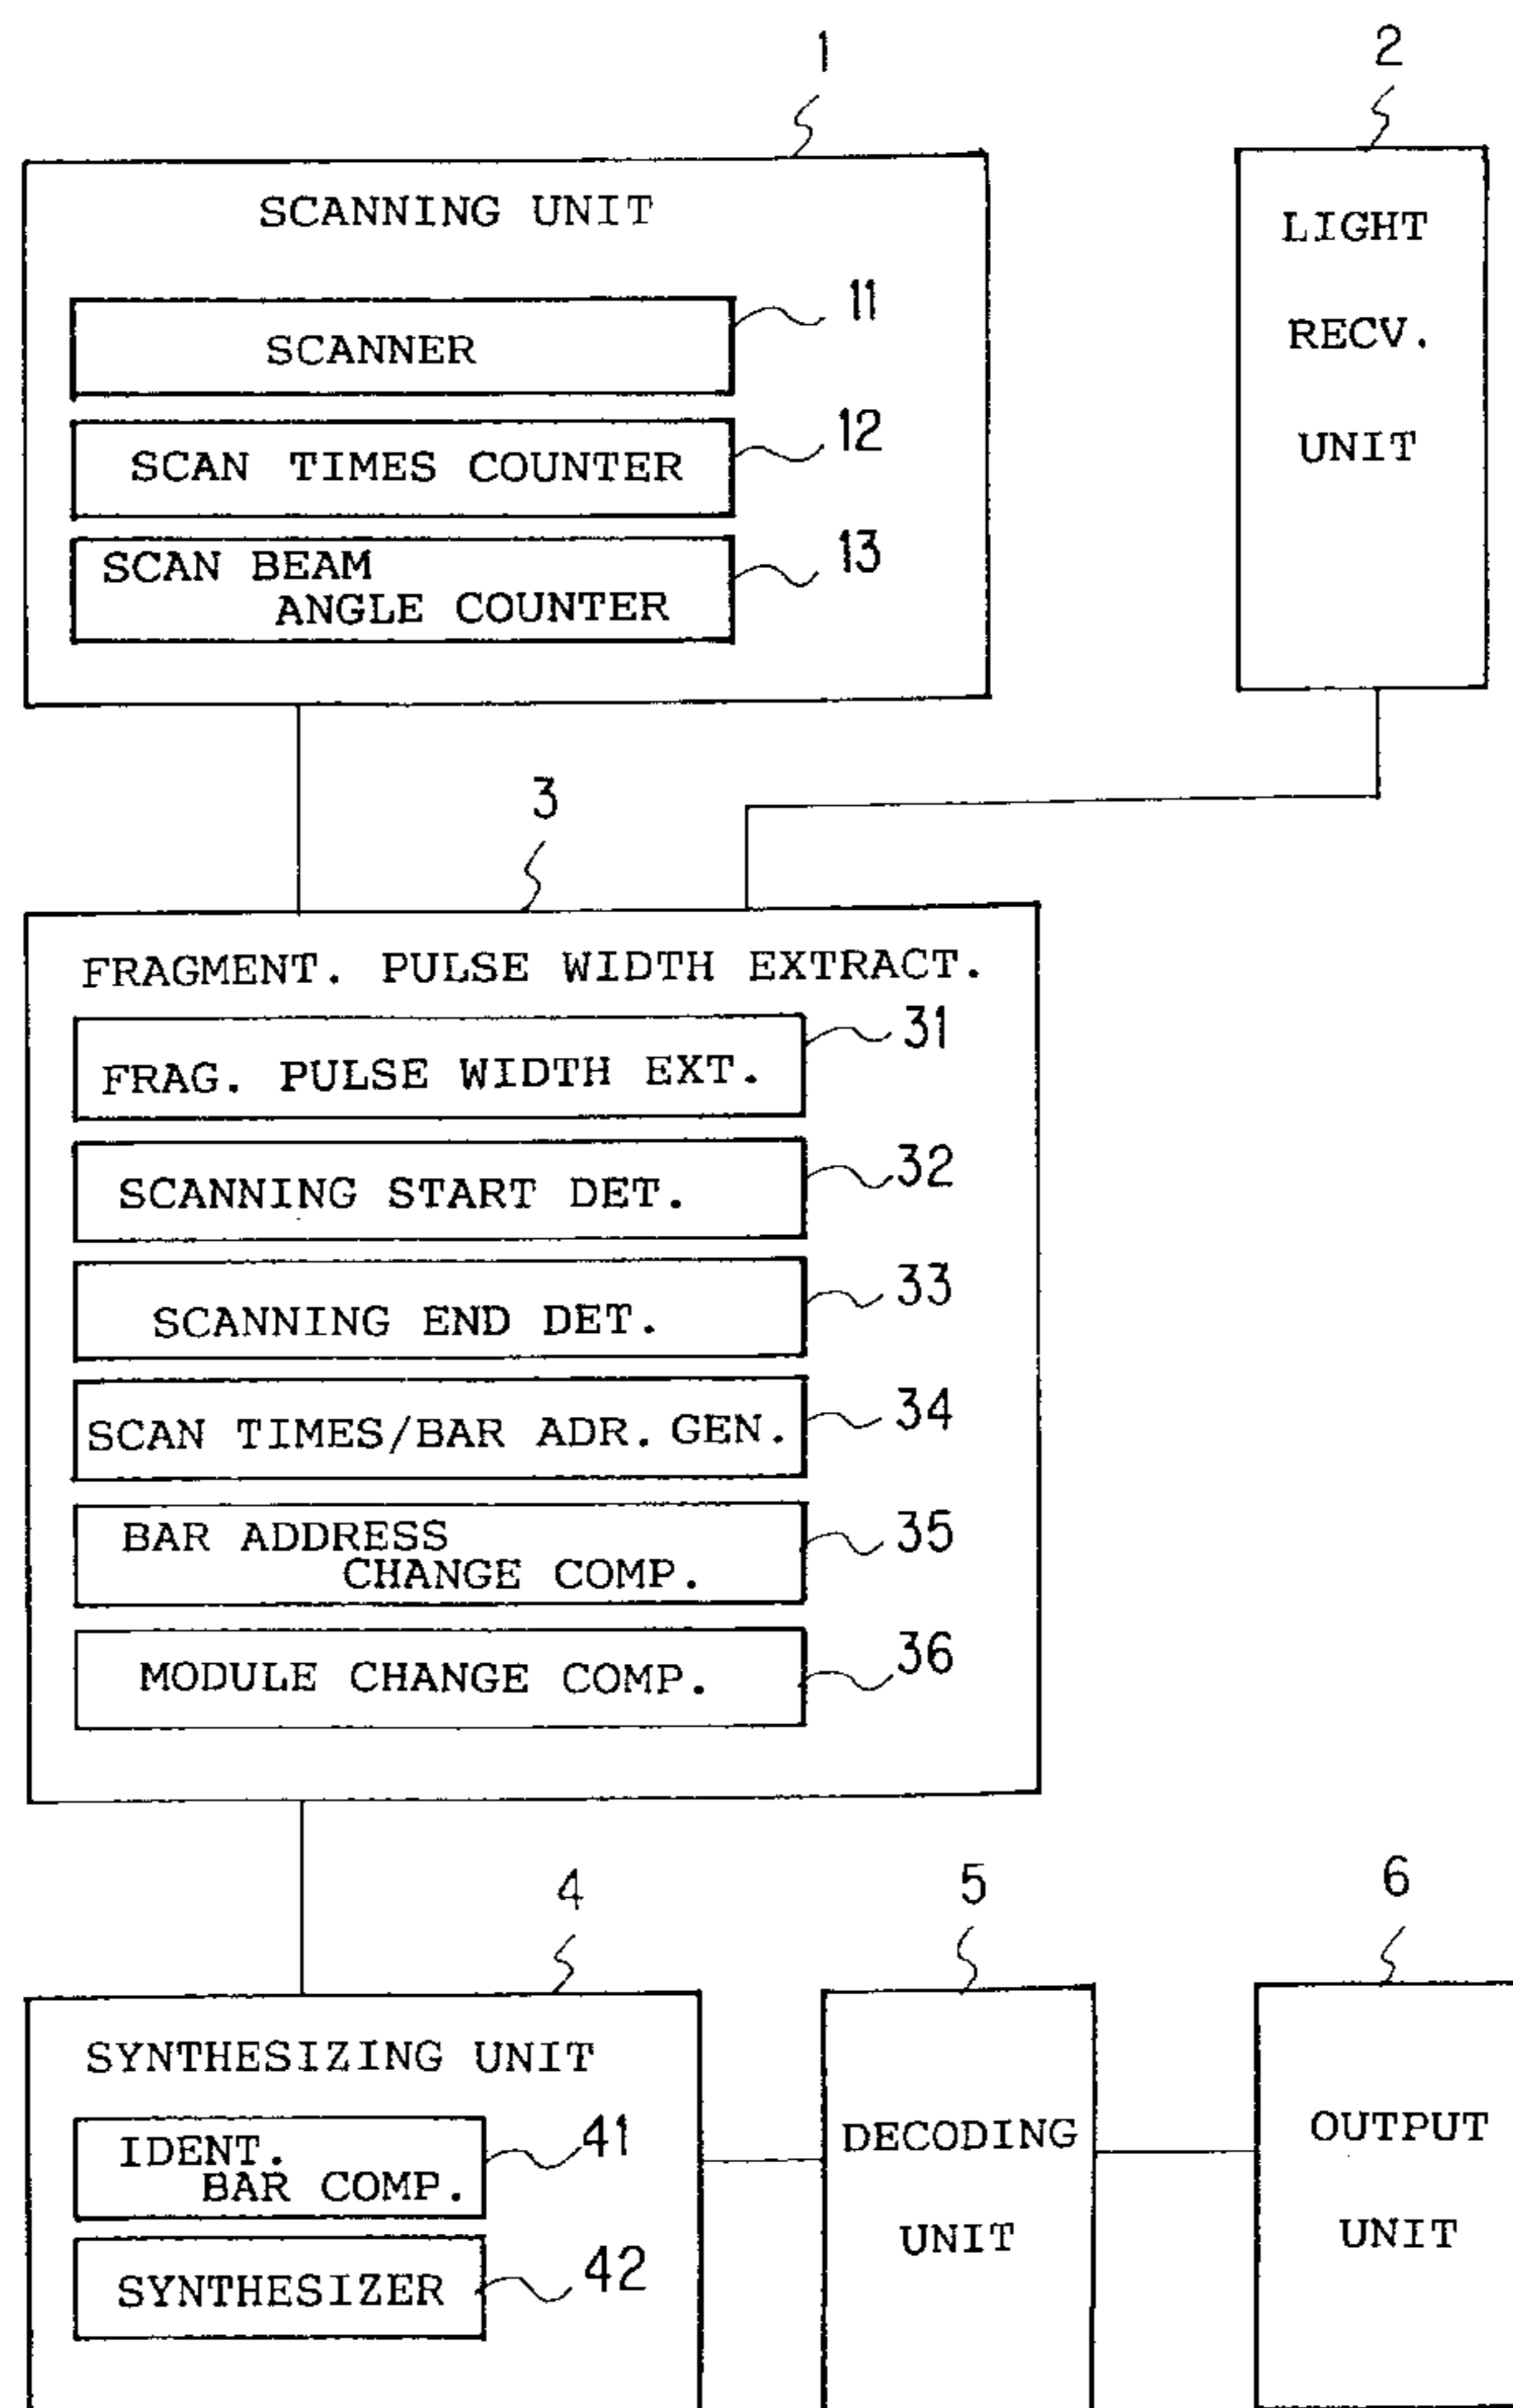 1
2
SCANNING UNIT
SCANNER
11
SCAN TIMES COUNTER
12
SCAN BEAM
ANGLE COUNTER
13
LIGHT
RECV.
UNIT
3
FRAGMENT. PULSE WIDTH EXTRACT.
FRAG. PULSE WIDTH EXT.
31
SCANNING START DET.
32
SCANNING END DET.
33
SCAN TIMES/BAR ADR. GEN.
34
BAR ADDRESS
CHANGE COMP.
35
MODULE CHANGE COMP.
36
4
5
6
SYNTHESIZING UNIT
IDENT.
BAR COMP.
41
SYNTHESIZER
42
DECODING
UNIT
OUTPUT
UNIT